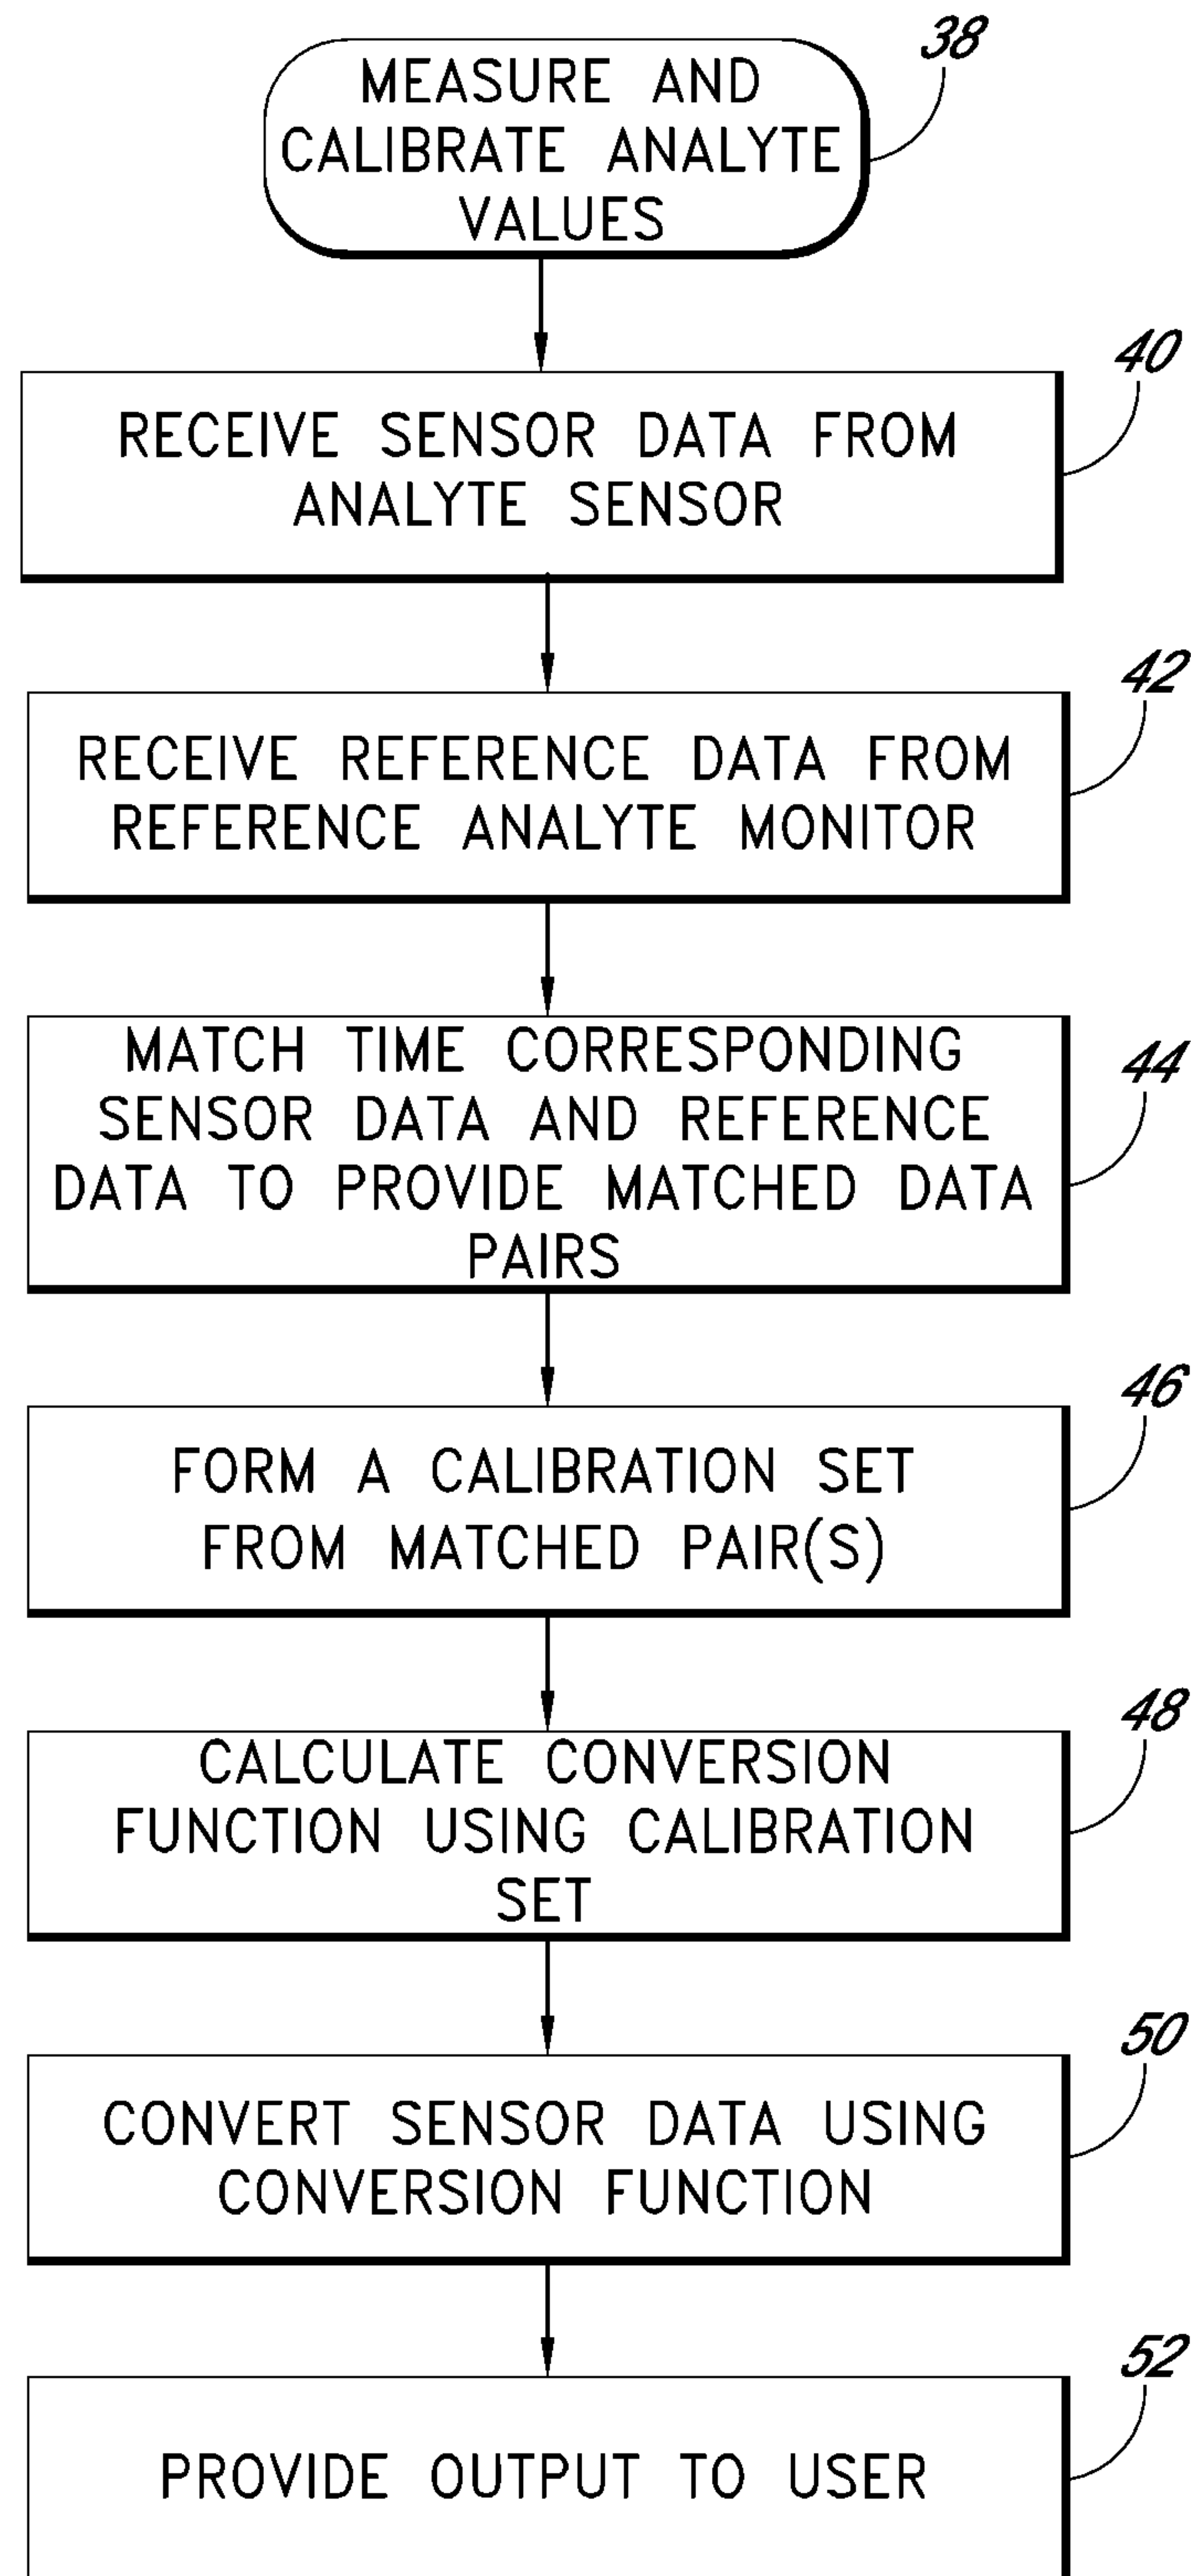 38
MEASURE AND
CALIBRATE ANALYTE
VALUES
40
RECEIVE SENSOR DATA FROM
ANALYTE SENSOR
42
RECEIVE REFERENCE DATA FROM
REFERENCE ANALYTE MONITOR
44
MATCH TIME CORRESPONDING
SENSOR DATA AND REFERENCE
DATA TO PROVIDE MATCHED DATA
PAIRS
46
FORM A CALIBRATION SET
FROM MATCHED PAIR(S)
48
CALCULATE CONVERSION
FUNCTION USING CALIBRATION
SET
50
CONVERT SENSOR DATA USING
CONVERSION FUNCTION
52
PROVIDE OUTPUT TO USER